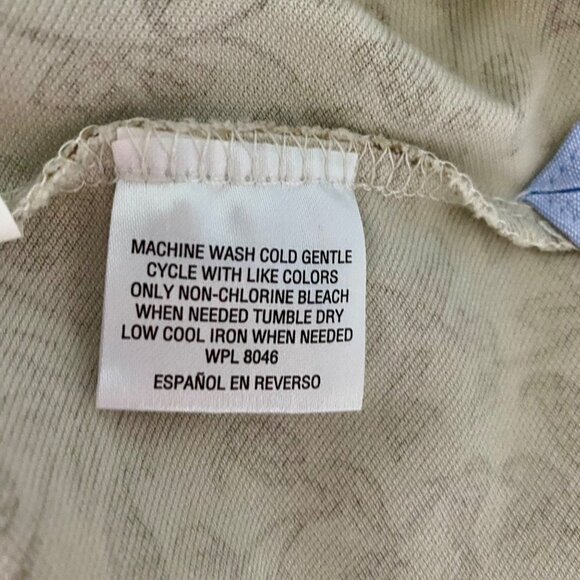 MACHINE WASH COLD GENTLE
CYCLE WITH LIKE COLORS
ONLY NON-CHLORINE BLEACH
WHEN NEEDED TUMBLE DRY
LOW COOL IRON WHEN NEEDED
WPL 8046
ESPAÑOL EN REVERSO